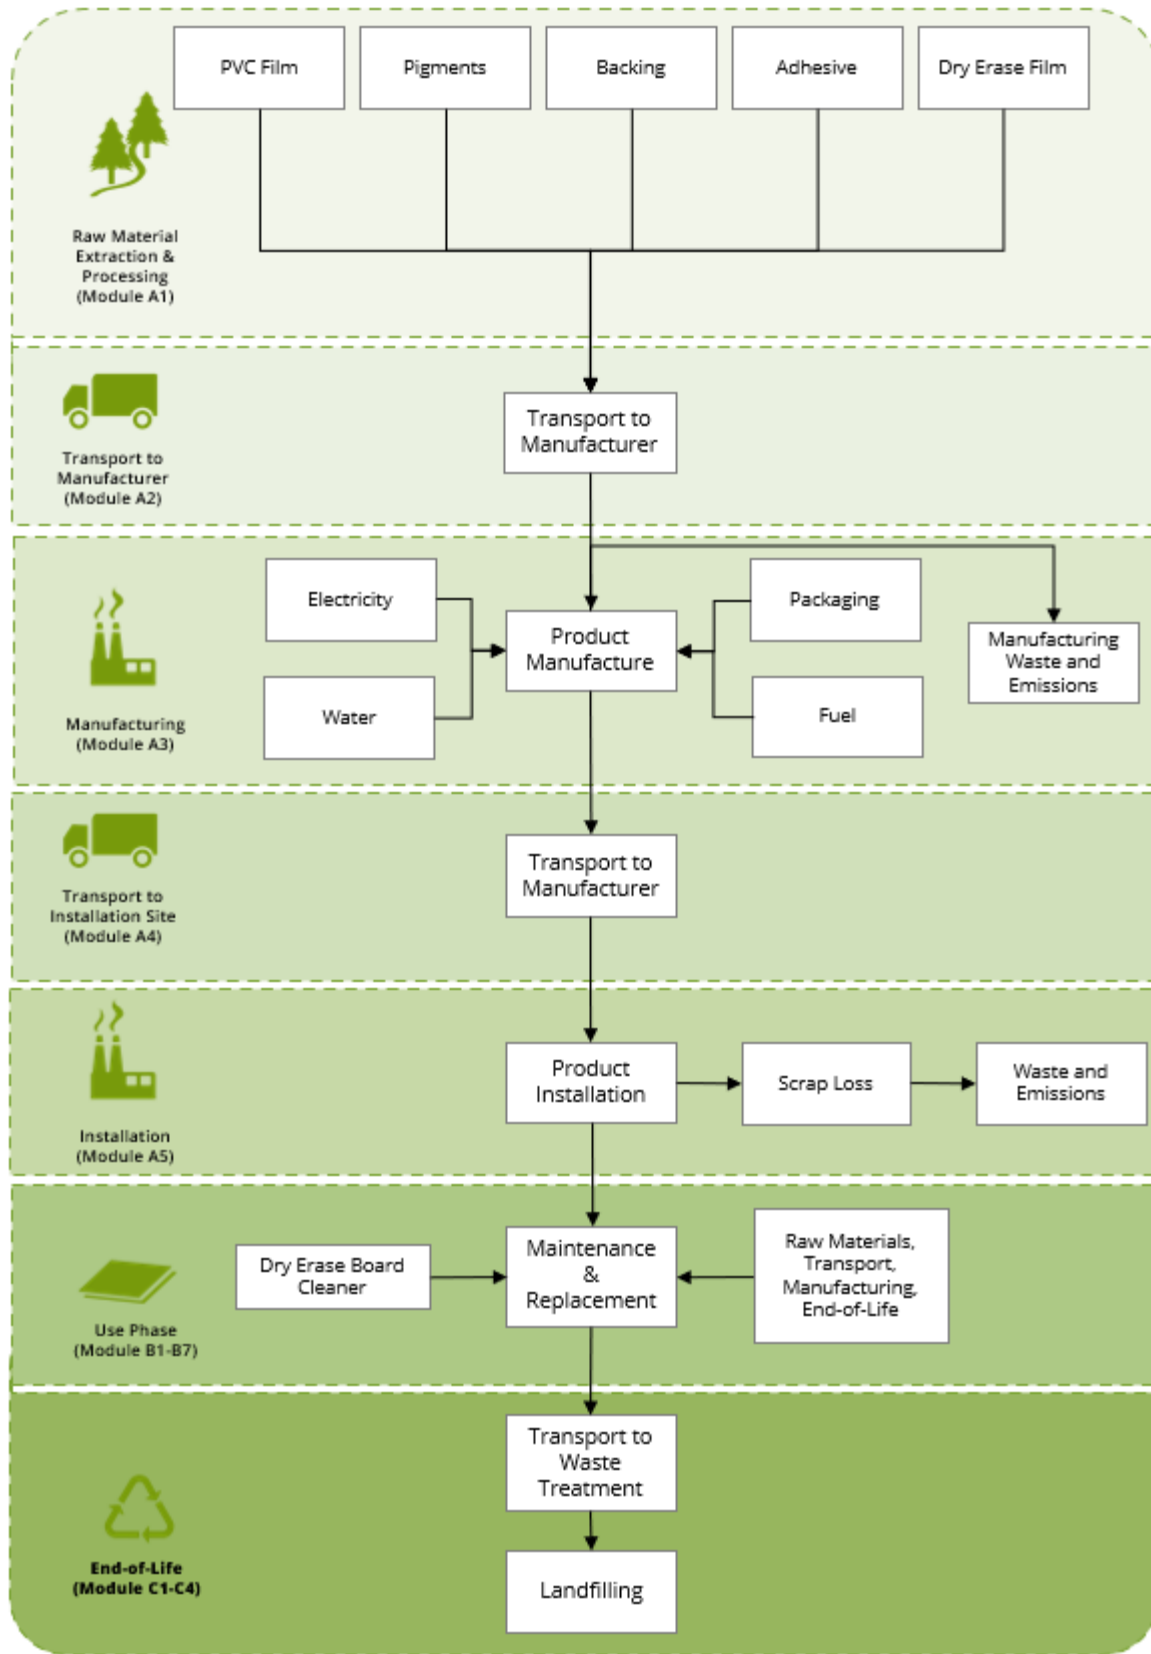 PVC Film
Pigments
Backing
Adhesive
Dry Erase Film
Raw Material
Extraction &
Processing
(Module A1)
Transport to
Manufacturer
(Module A2)
Transport to
Manufacturer
Manufacturing
(Module A3)
Electricity
Water
Product
Manufacture
Packaging
Fuel
Manufacturing
Waste and
Emissions
Transport to
Installation Site
(Module A4)
Transport to
Manufacturer
Installation
(Module A5)
Product
Installation
Scrap Loss
Waste and
Emissions
Use Phase
(Module B1-B7)
Dry Erase Board
Cleaner
Maintenance
&
Replacement
Raw Materials,
Transport,
Manufacturing,
End-of-Life
End-of-Life
(Module C1-C4)
Transport to
Waste
Treatment
Landfilling